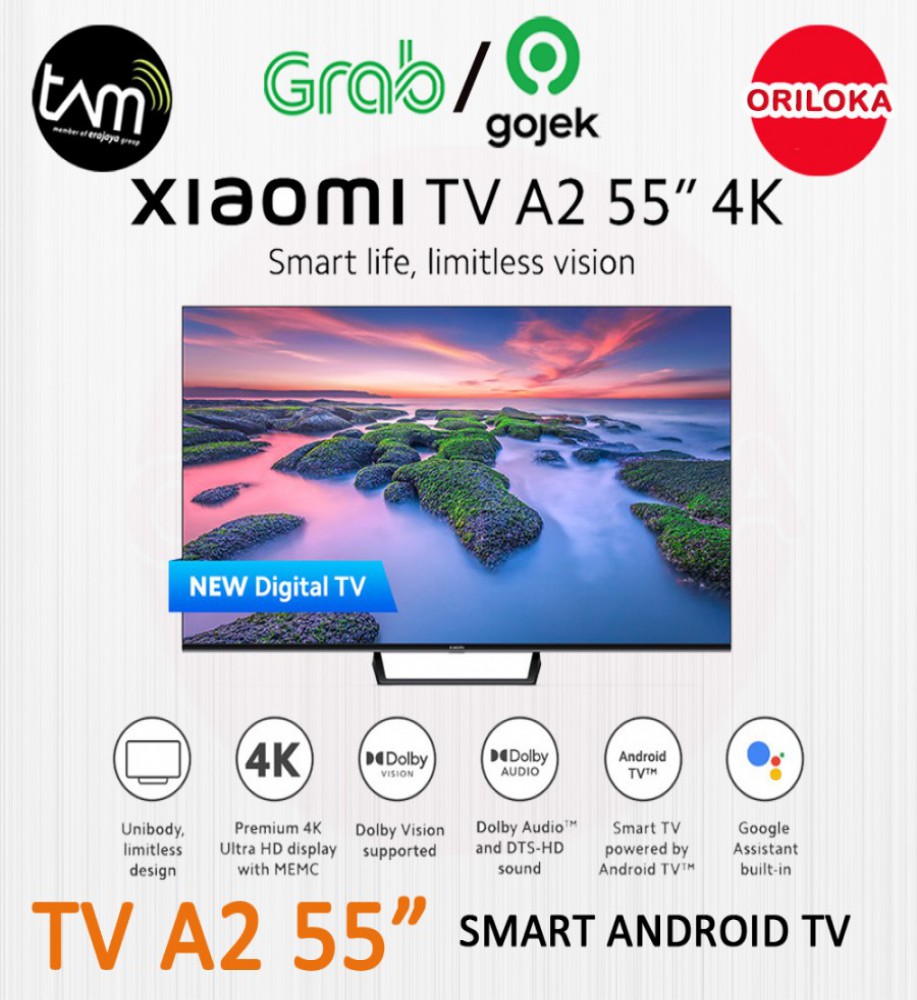 tam
member of erajaya group
Grab / gojek
ORILOKA
xiaomi TV A2 55” 4K
Smart life, limitless vision
NEW Digital TV
4K
Dolby
VISION
Dolby
AUDIO
Android
TV™
Unibody,
limitless
design
Premium 4K
Ultra HD display
with MEMC
Dolby Vision
supported
Dolby Audio™
and DTS-HD
sound
Smart TV
powered by
Android TV™
Google
Assistant
built-in
TV A2 55” SMART ANDROID TV